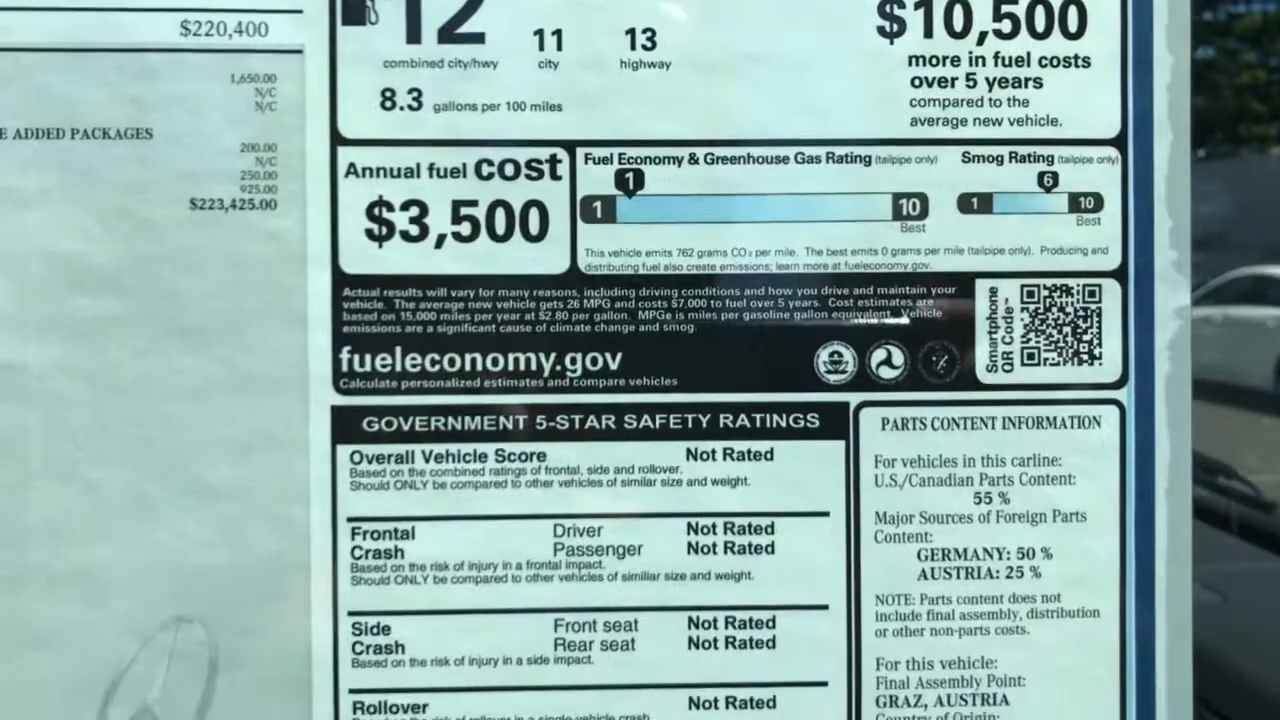 $220,400
1,650.00
N/C
N/C
E ADDED PACKAGES
200.00
N/C
250.00
925.00
$223,425.00
12
combined city/hwy
11
city
13
highway
8.3 gallons per 100 miles
$10,500
more in fuel costs
over 5 years
compared to the
average new vehicle.
Annual fuel cost
$3,500
Fuel Economy & Greenhouse Gas Rating (tailpipe only)
1
1
10
Best
Smog Rating (tailpipe only)
6
1
10
Best
This vehicle emits 762 grams CO2 per mile. The best emits 0 grams per mile (tailpipe only). Producing and
distributing fuel also create emissions; learn more at fueleconomy.gov.
Actual results will vary for many reasons, including driving conditions and how you drive and maintain your
vehicle. The average new vehicle gets 26 MPG and costs $7,000 to fuel over 5 years. Cost estimates are
based on 15,000 miles per year at $2.80 per gallon. MPGe is miles per gasoline gallon equivalent. Vehicle
emissions are a significant cause of climate change and smog.
fueleconomy.gov
Calculate personalized estimates and compare vehicles
Smartphone
QR Code™
GOVERNMENT 5-STAR SAFETY RATINGS
Overall Vehicle Score Not Rated
Based on the combined ratings of frontal, side and rollover.
Should ONLY be compared to other vehicles of similar size and weight.
Frontal Driver Not Rated
Crash Passenger Not Rated
Based on the risk of injury in a frontal impact.
Should ONLY be compared to other vehicles of similiar size and weight.
Side Front seat Not Rated
Crash Rear seat Not Rated
Based on the risk of injury in a side impact.
Rollover Not Rated
Based on the risk of rollover in a single vehicle crash.
PARTS CONTENT INFORMATION
For vehicles in this carline:
U.S./Canadian Parts Content:
55 %
Major Sources of Foreign Parts
Content:
GERMANY: 50 %
AUSTRIA: 25 %
NOTE: Parts content does not
include final assembly, distribution
or other non-parts costs.
For this vehicle:
Final Assembly Point:
GRAZ, AUSTRIA
Country of Origin: